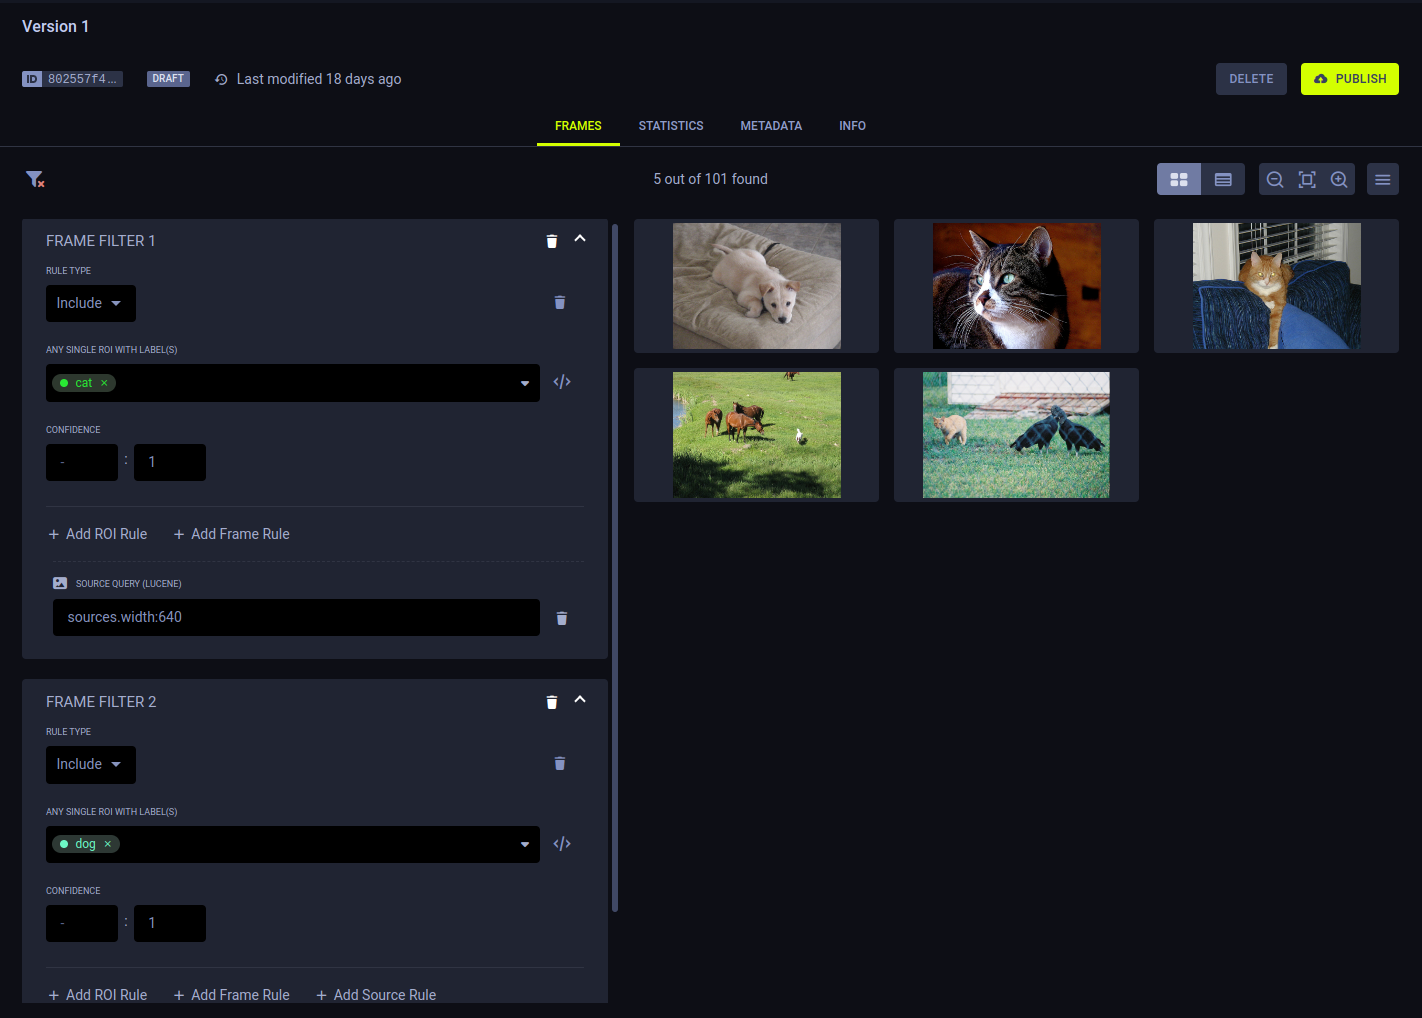 Version 1
ID 802557f4...
DRAFT
Last modified 18 days ago
DELETE
PUBLISH
FRAMES
STATISTICS
METADATA
INFO
5 out of 101 found
FRAME FILTER 1
RULE TYPE
Include
ANY SINGLE ROI WITH LABEL(S)
cat ×
CONFIDENCE
- : 1
+ Add ROI Rule
+ Add Frame Rule
SOURCE QUERY (LUCENE)
sources.width:640
FRAME FILTER 2
RULE TYPE
Include
ANY SINGLE ROI WITH LABEL(S)
dog ×
CONFIDENCE
- : 1
+ Add ROI Rule
+ Add Frame Rule
+ Add Source Rule